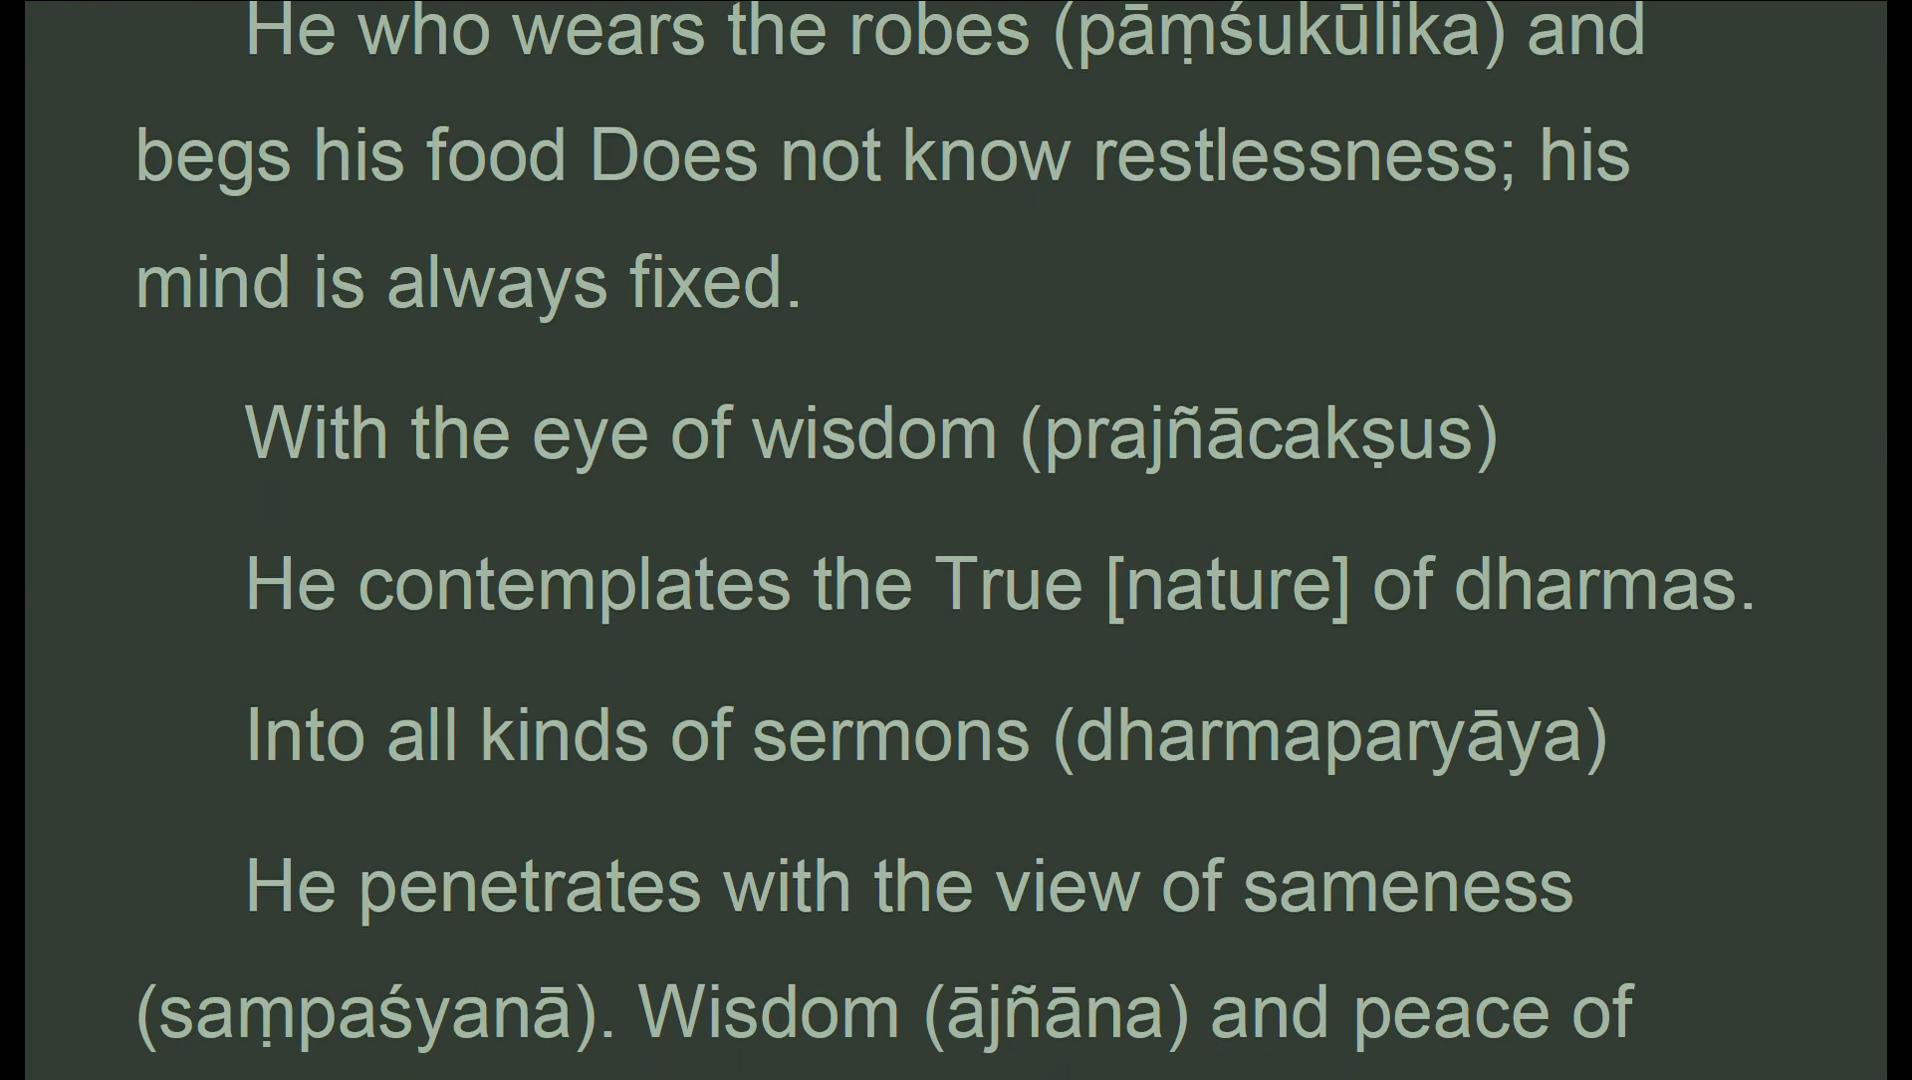 He who wears the robes (pāṃśukūlika) and
begs his food Does not know restlessness; his
mind is always fixed.
With the eye of wisdom (prajñācakṣus)
He contemplates the True [nature] of dharmas.
Into all kinds of sermons (dharmaparyāya)
He penetrates with the view of sameness
(saṃpaśyanā). Wisdom (ājñāna) and peace of